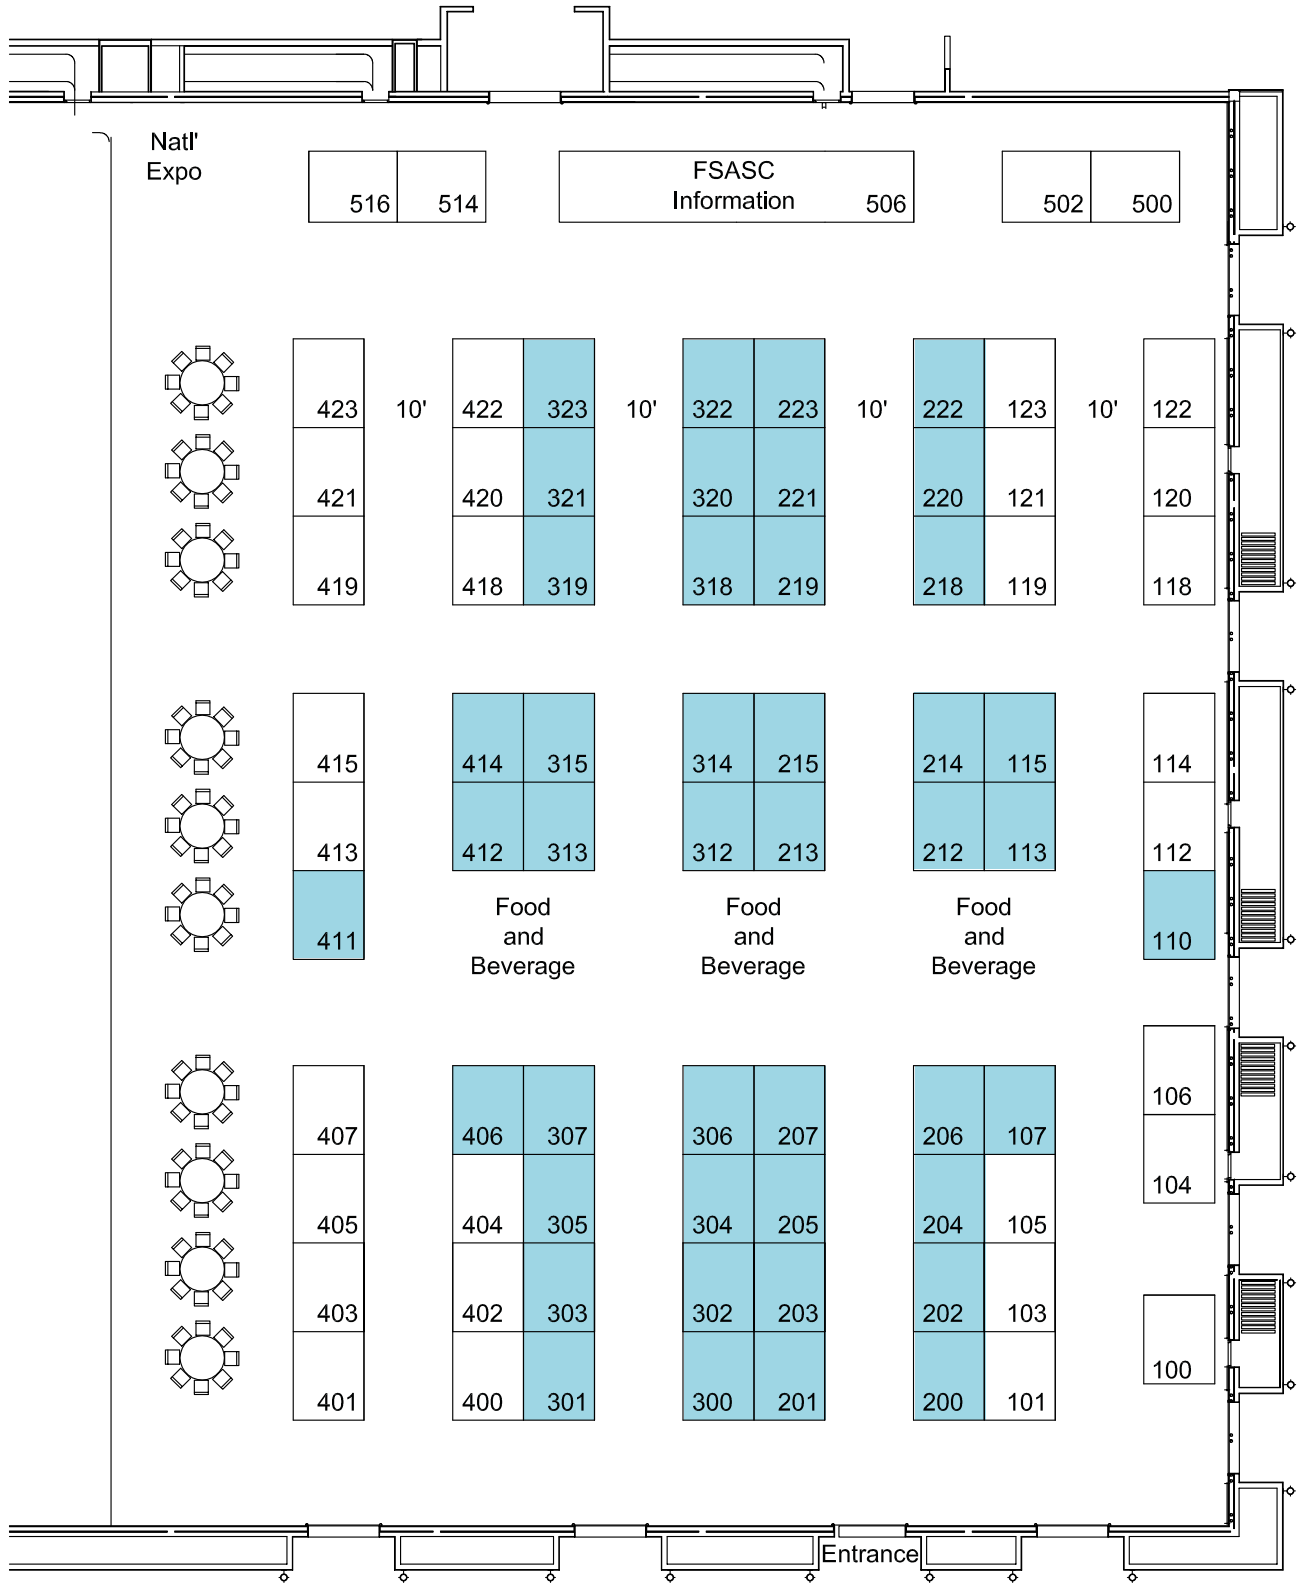 Natl'
Expo
516 514
FSASC
Information 506
502 500
423 10' 422 323 10' 322 223 10' 222 123 10' 122
421 420 321 320 221 220 121 120
419 418 319 318 219 218 119 118
415 414 315 314 215 214 115 114
413 412 313 312 213 212 113 112
411 110
Food
and
Beverage
Food
and
Beverage
Food
and
Beverage
106
407 406 307 306 207 206 107
104
405 404 305 304 205 204 105
403 402 303 302 203 202 103
100
401 400 301 300 201 200 101
Entrance